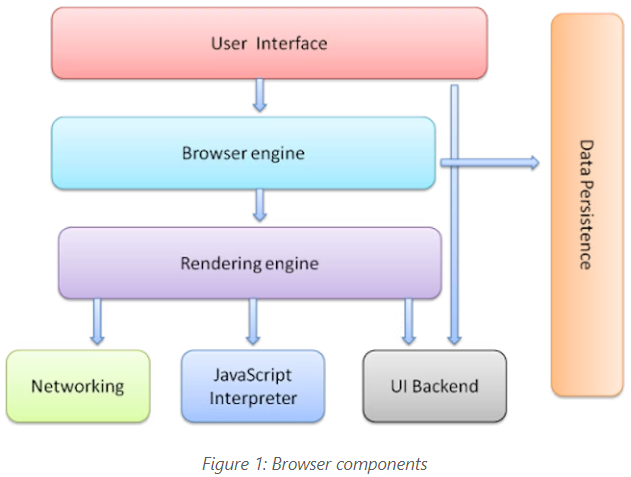 User Interface
Browser engine
Data Persistence
Rendering engine
Networking
JavaScript
Interpreter
UI Backend
Figure 1: Browser components